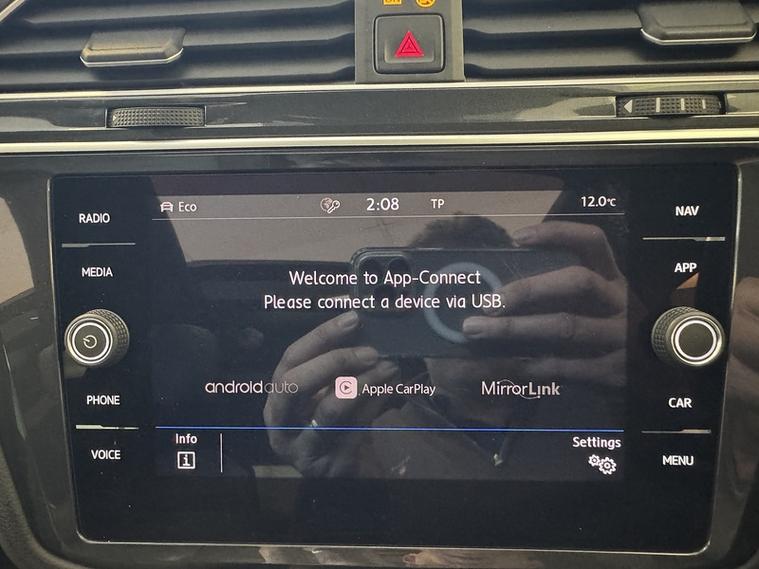 RADIO
MEDIA
PHONE
VOICE
Eco
2:08
TP
12.0°C
Welcome to App-Connect
Please connect a device via USB.
androidauto
Apple CarPlay
MirrorLink
Info
Settings
NAV
APP
CAR
MENU